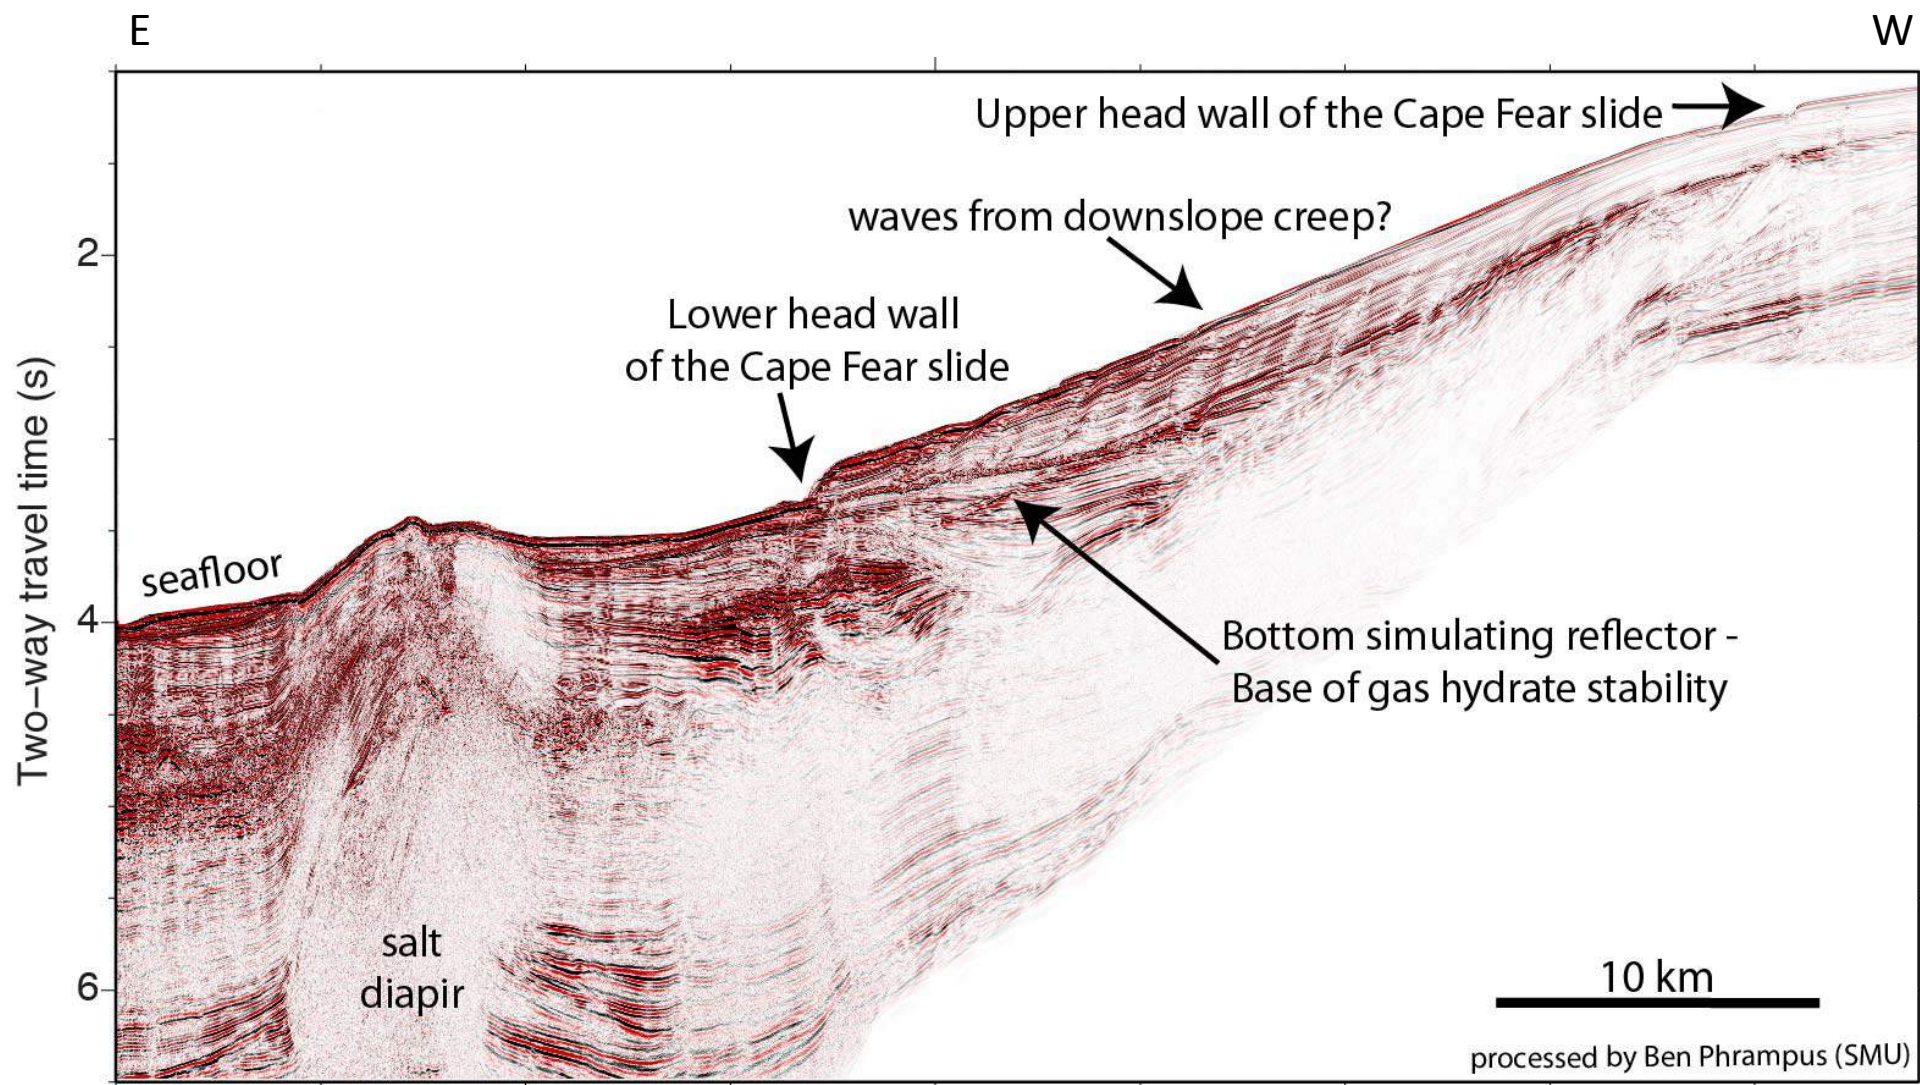 E
W
Upper head wall of the Cape Fear slide
waves from downslope creep?
Lower head wall
of the Cape Fear slide
2
seafloor
4
Two-way travel time (s)
Bottom simulating reflector -
Base of gas hydrate stability
salt
diapir
6
10 km
processed by Ben Phrampus (SMU)